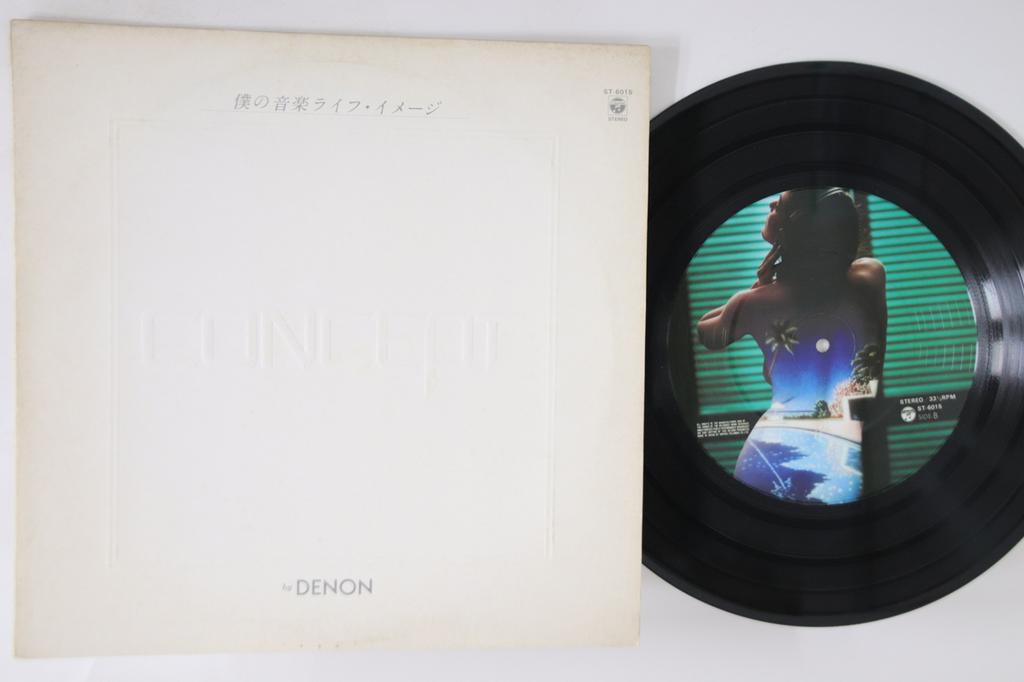 僕の音楽ライフ・イメージ
ST-6015
STEREO
CONCEPT
by DENON
STEREO / 33⅓RPM
ST-6015
SIDE B